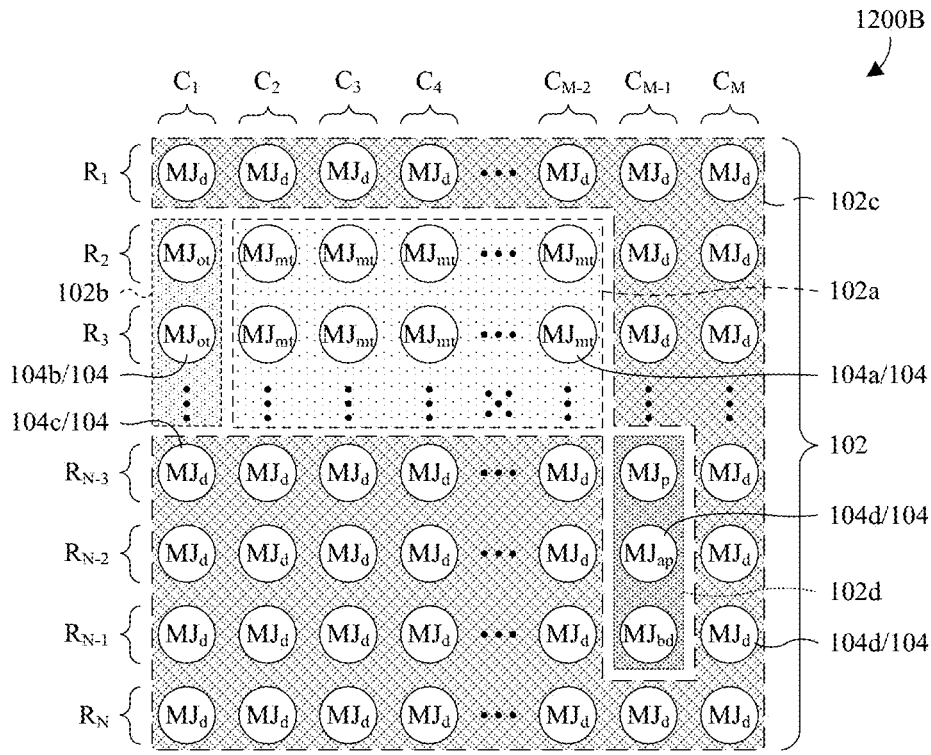 1200B
C1 C2 C3 C4 CM-2 CM-1 CM
R1 MJd MJd MJd MJd ••• MJd MJd MJd
102c
R2 MJot MJmt MJmt MJmt ••• MJmt MJd MJd
102b 102a
R3 MJot MJmt MJmt MJmt ••• MJmt MJd MJd
104b/104 104a/104
104c/104
102
RN-3 MJd MJd MJd MJd ••• MJd MJp MJd
104d/104
RN-2 MJd MJd MJd MJd ••• MJd MJap MJd
102d
RN-1 MJd MJd MJd MJd ••• MJd MJbd MJd
104d/104
RN MJd MJd MJd MJd ••• MJd MJd MJd